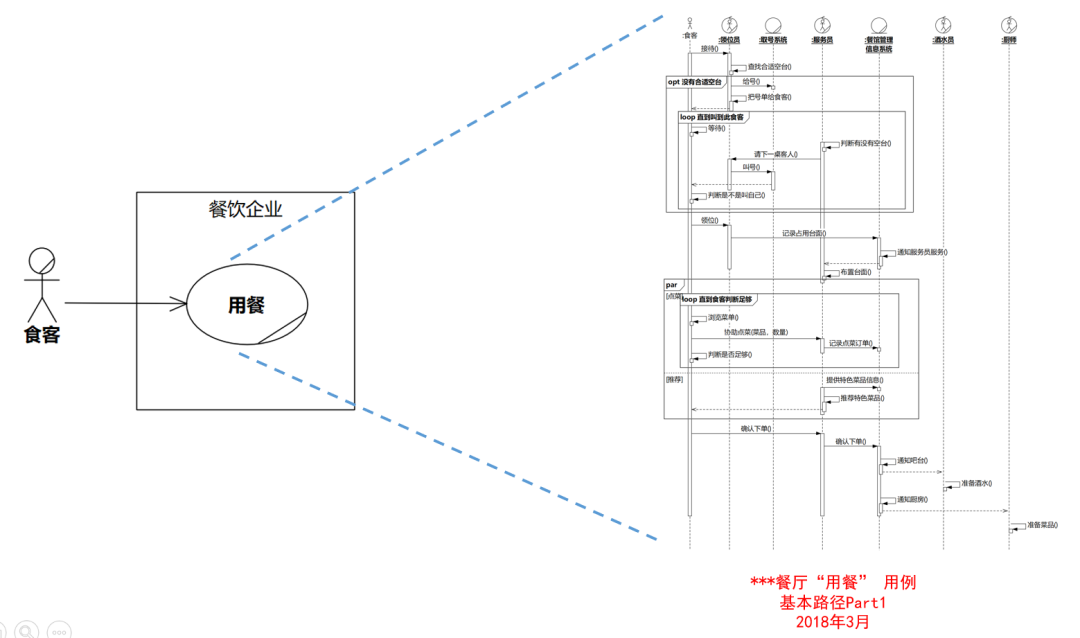 餐饮企业
用餐
食客
:食客
:领位员
:取号系统
:服务员
:餐馆管理
信息系统
:酒水员
:厨师
接待()
查找合适空台()
opt 没有合适空台
给号()
把号单给食客()
loop 直到叫到此食客
等待()
判断有没有空台()
请下一桌客人()
叫号()
判断是不是叫自己()
领位()
记录占用台面()
通知服务员服务()
布置台面()
par
[点菜]
loop 直到食客判断足够
浏览菜单()
协助点菜(菜品、数量)
记录点菜订单()
判断是否足够()
[推荐]
提供特色菜品信息()
推荐特色菜品()
确认下单()
确认下单()
通知吧台()
准备酒水()
通知厨房()
准备菜品()
***餐厅“用餐” 用例
基本路径Part1
2018年3月